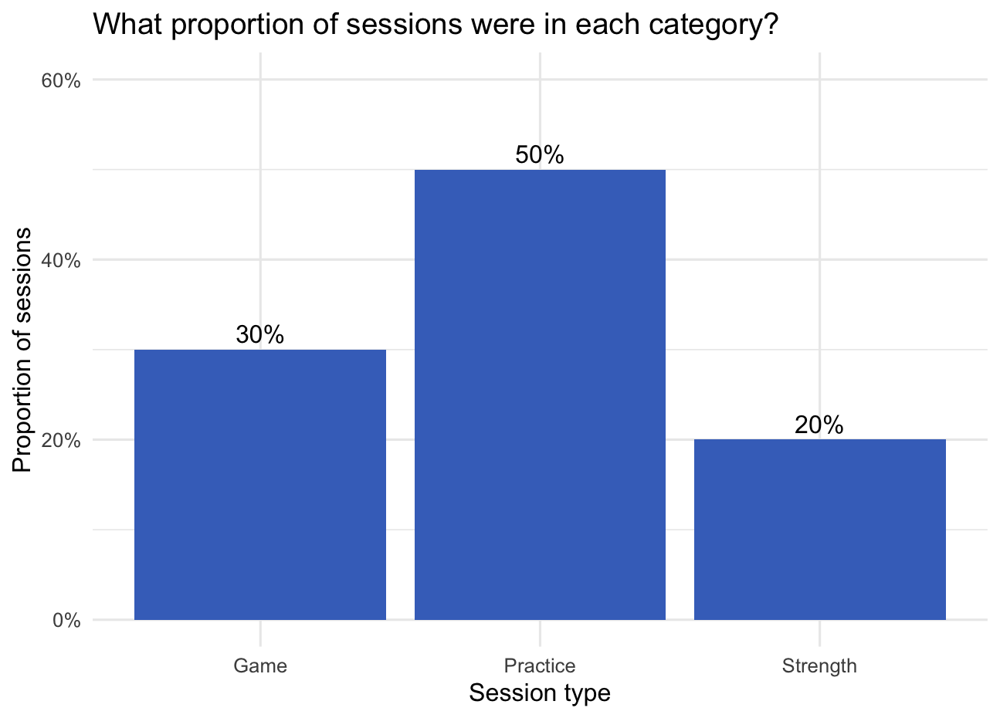 What proportion of sessions were in each category?
60%
50%
40%
30%
20%
20%
0%
Proportion of sessions
Game
Practice
Strength
Session type